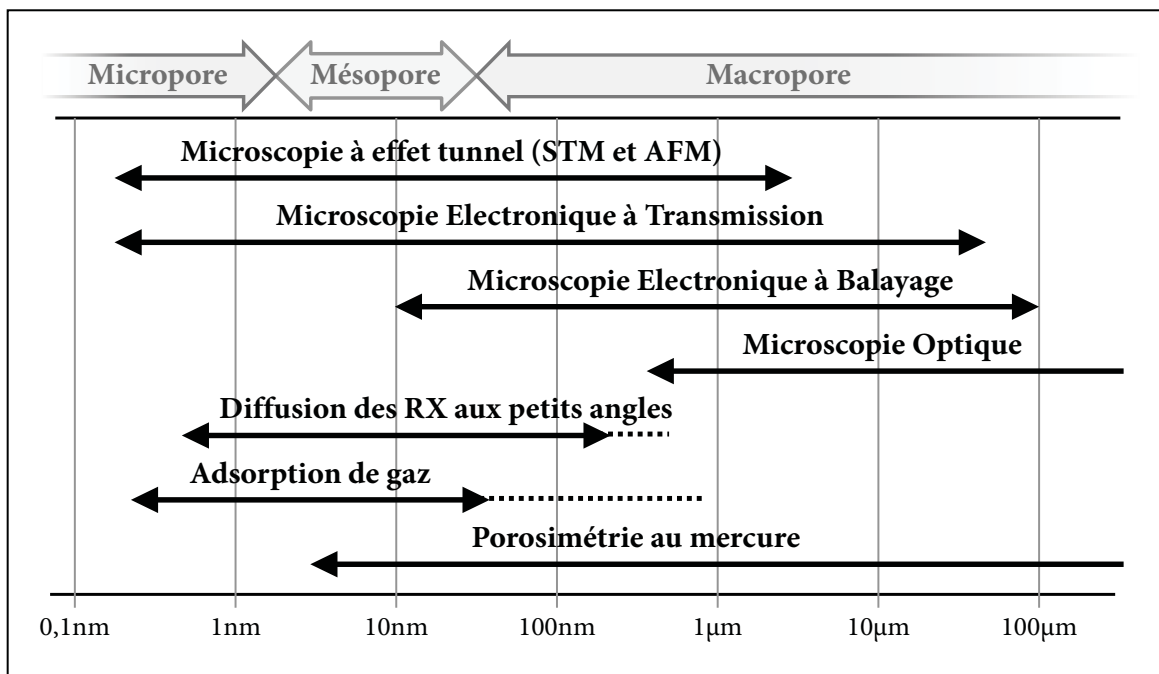 Micropore Mésopore Macropore
Microscopie à effet tunnel (STM et AFM)
Microscopie Electronique à Transmission
Microscopie Electronique à Balayage
Microscopie Optique
Diffusion des RX aux petits angles
Adsorption de gaz
Porosimétrie au mercure
0,1nm 1nm 10nm 100nm 1µm 10µm 100µm